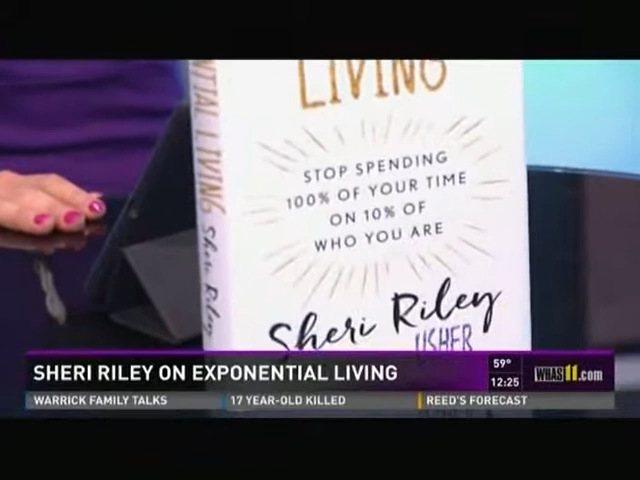 LIVING
NTIAL LIVING Sheri Riley
STOP SPENDING
100% OF YOUR TIME
ON 10% OF
WHO YOU ARE
Sheri Riley
USHER
SHERI RILEY ON EXPONENTIAL LIVING
59°
12:25
WHAS11.com
WARRICK FAMILY TALKS
17 YEAR-OLD KILLED
REED'S FORECAST